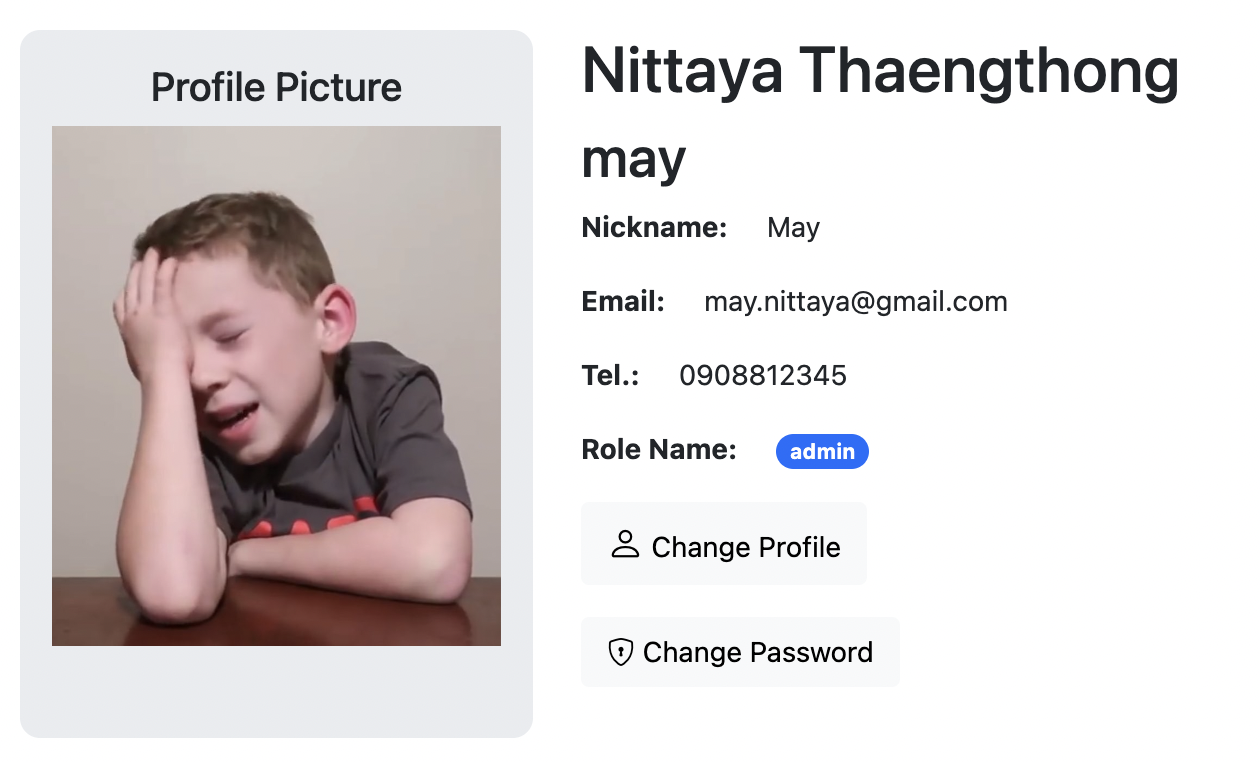 Profile Picture
Nittaya Thaengthong
may
Nickname: May
Email: may.nittaya@gmail.com
Tel.: 0908812345
Role Name: admin
Change Profile
Change Password